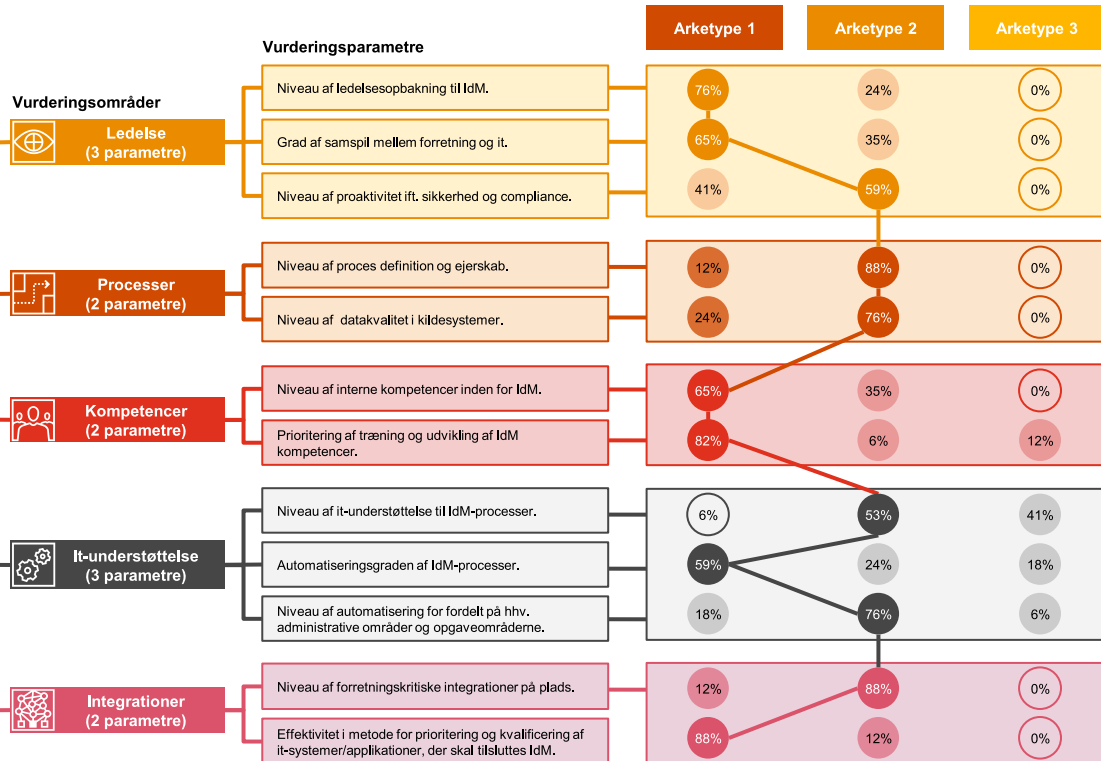 Arketype 1
Arketype 2
Arketype 3
Vurderingsparametre
Vurderingsområder
Ledelse
(3 parametre)
Niveau af ledelsesopbakning til IdM.
76%
24%
0%
Grad af samspil mellem forretning og it.
65%
35%
0%
Niveau af proaktivitet ift. sikkerhed og compliance.
41%
59%
0%
Processer
(2 parametre)
Niveau af proces definition og ejerskab.
12%
88%
0%
Niveau af datakvalitet i kildesystemer.
24%
76%
0%
Kompetencer
(2 parametre)
Niveau af interne kompetencer inden for IdM.
65%
35%
0%
Prioritering af træning og udvikling af IdM
kompetencer.
82%
6%
12%
It-understøttelse
(3 parametre)
Niveau af it-understøttelse til IdM-processer.
6%
53%
41%
Automatiseringsgraden af IdM-processer.
59%
24%
18%
Niveau af automatisering for fordelt på hhv.
administrative områder og opgaveområderne.
18%
76%
6%
Integrationer
(2 parametre)
Niveau af forretningskritiske integrationer på plads.
12%
88%
0%
Effektivitet i metode for prioritering og kvalificering af
it-systemer/applikationer, der skal tilsluttes IdM.
88%
12%
0%